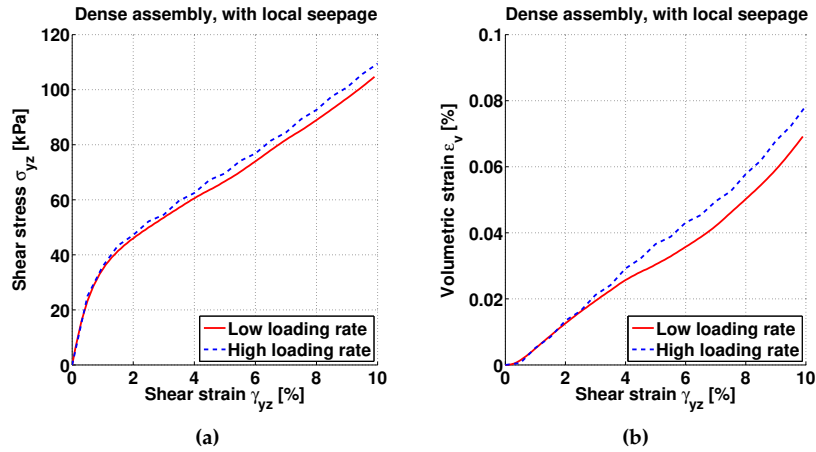 Dense assembly, with local seepage
120
100
80
60
40
20
0
Shear stress σyz [kPa]
Low loading rate
High loading rate
0 2 4 6 8 10
Shear strain γyz [%]
(a)
Dense assembly, with local seepage
0.1
0.08
0.06
0.04
0.02
0
Volumetric strain εv [%]
Low loading rate
High loading rate
0 2 4 6 8 10
Shear strain γyz [%]
(b)